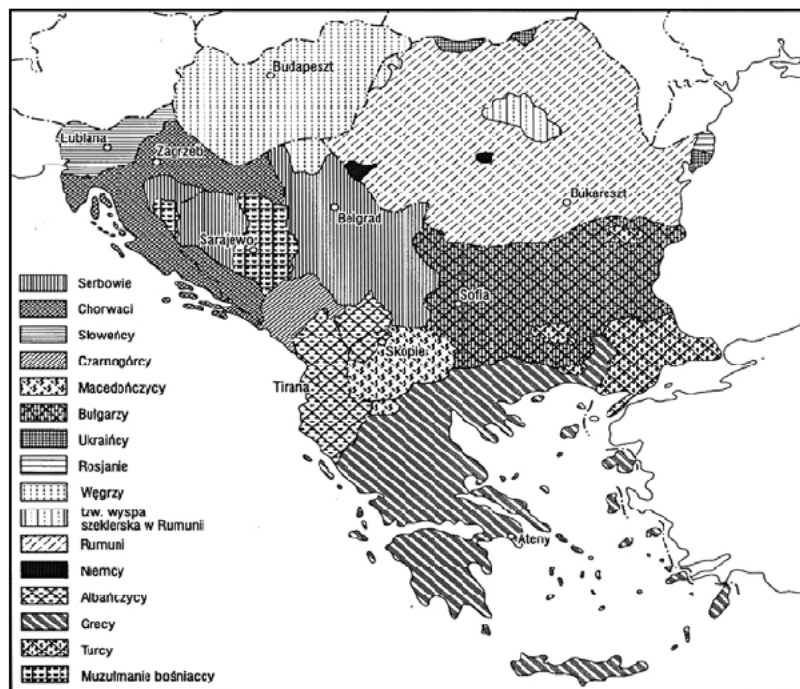 Budapeszt
Lublana
Zagrzeb
Bukareszt
Belgrad
Sarajewo
Sofia
Skopie
Tirana
Ateny
Serbowie
Chorwaci
Słoweńcy
Czarnogórcy
Macedończycy
Bułgarzy
Ukraińcy
Rosjanie
Węgrzy
tzw. wyspa
szeklerska w Rumunii
Rumuni
Niemcy
Albańczycy
Grecy
Turcy
Muzułmanie bośniaccy